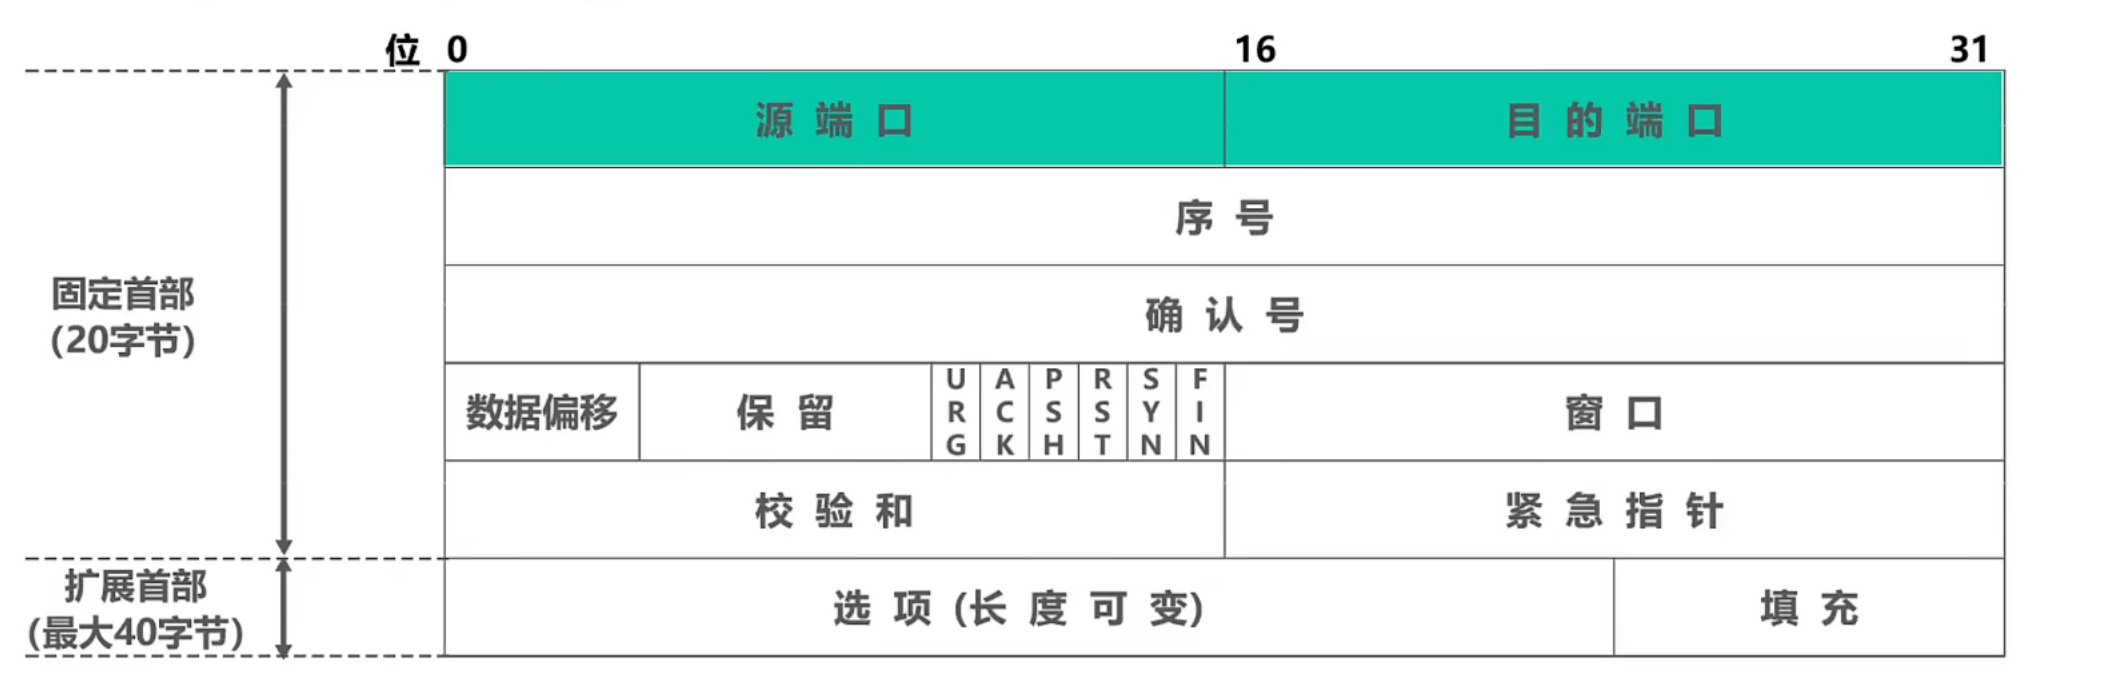 位 0 16 31
源 端 口 目 的 端 口
序 号
固定首部
(20字节)
确 认 号
数据偏移 保 留 URG ACK PSH RST SYN FIN 窗 口
校 验 和 紧 急 指 针
扩展首部
(最大40字节)
选 项 (长 度 可 变) 填 充